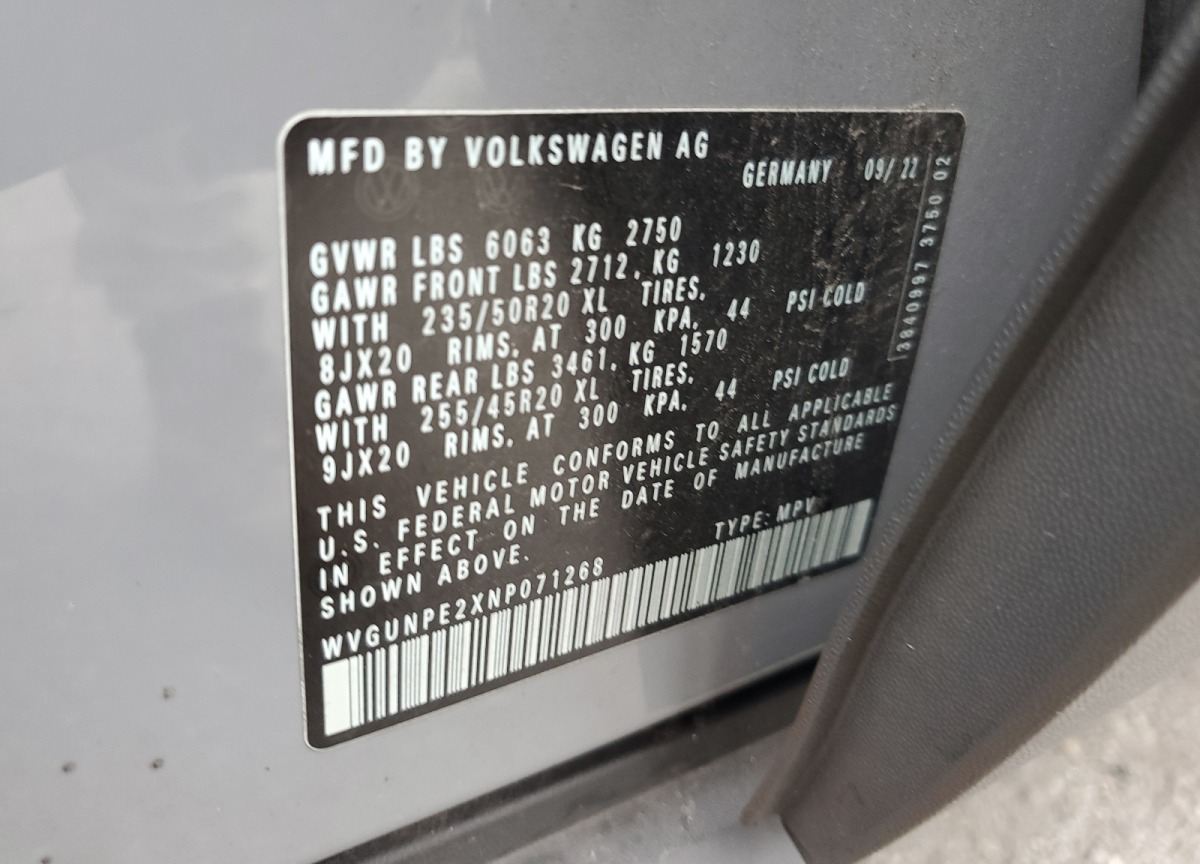 MFD BY VOLKSWAGEN AG
GERMANY 09/22
GVWR LBS 6063 KG 2750
GAWR FRONT LBS 2712. KG 1230
WITH 235/50R20 XL TIRES.
8JX20 RIMS. AT 300 KPA. 44 PSI COLD
GAWR REAR LBS 3461. KG 1570
WITH 255/45R20 XL TIRES.
9JX20 RIMS. AT 300 KPA. 44 PSI COLD
THIS VEHICLE CONFORMS TO ALL APPLICABLE
U.S. FEDERAL MOTOR VEHICLE SAFETY STANDARDS
IN EFFECT ON THE DATE OF MANUFACTURE
SHOWN ABOVE.
TYPE: MPV
WVGUNPE2XNP071268
3840997 3750 02